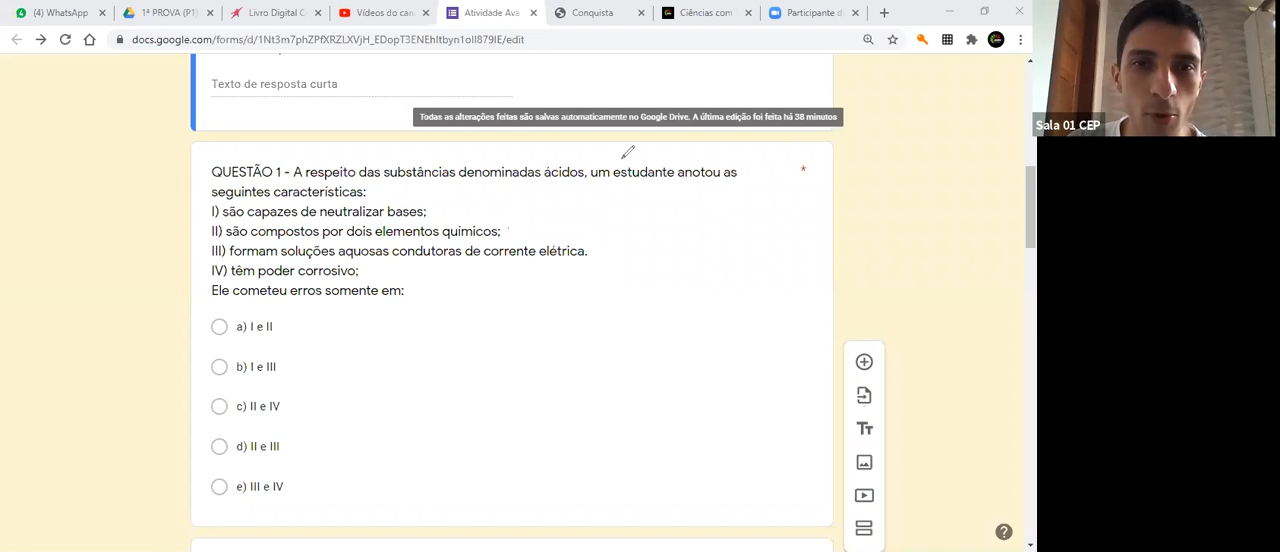 (4) WhatsApp
1ª PROVA (P1)
Livro Digital C
Vídeos do can
Atividade Ava
Conquista
Ciências com
Participante d
docs.google.com/forms/d/1Nt3m7phZPfXRZLXVjH_EDopT3ENEhltbyn1olI879IE/edit
Texto de resposta curta
Todas as alterações feitas são salvas automaticamente no Google Drive. A última edição foi feita há 38 minutos
Sala 01 CEP
QUESTÃO 1 - A respeito das substâncias denominadas ácidos, um estudante anotou as *
seguintes características:
I) são capazes de neutralizar bases;
II) são compostos por dois elementos químicos;
III) formam soluções aquosas condutoras de corrente elétrica.
IV) têm poder corrosivo;
Ele cometeu erros somente em:
a) I e II
b) I e III
c) II e IV
d) II e III
e) III e IV